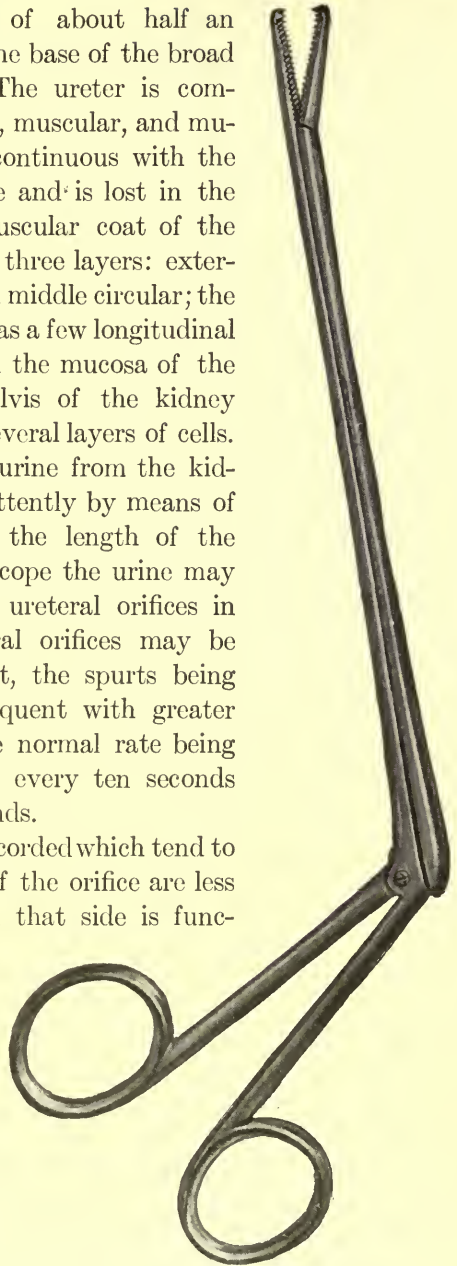 of about half an
ne base of the broad
The ureter is com-
, muscular, and mu-
continuous with the
e and is lost in the
uscular coat of the
three layers: exter-
middle circular; the
as a few longitudinal
the mucosa of the
lvis of the kidney
everal layers of cells.
urine from the kid-
ttently by means of
the length of the
cope the urine may
ureteral orifices in
al orifices may be
t, the spurts being
quent with greater
e normal rate being
every ten seconds
nds.
corded which tend to
f the orifice are less
that side is func-